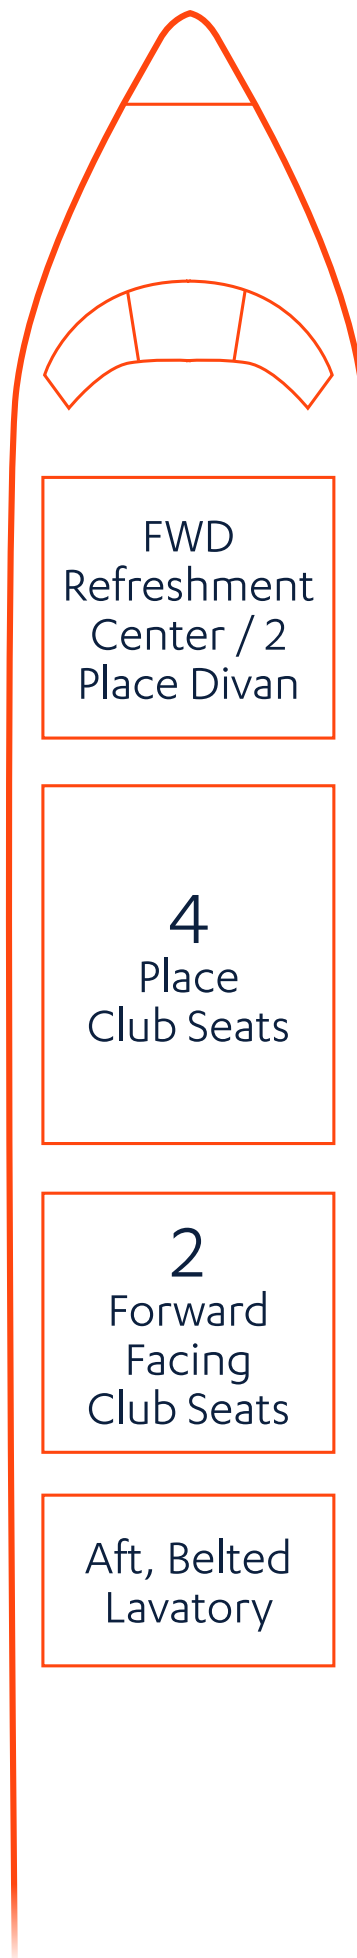 FWD
Refreshment
Center / 2
Place Divan
4
Place
Club Seats
2
Forward
Facing
Club Seats
Aft, Belted
Lavatory